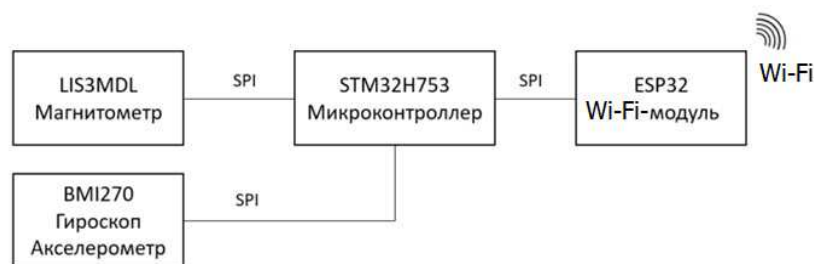 LIS3MDL
Магнитометр
SPI
STM32H753
Микроконтроллер
SPI
ESP32
Wi-Fi-модуль
Wi-Fi
BMI270
Гироскоп
Акселерометр
SPI